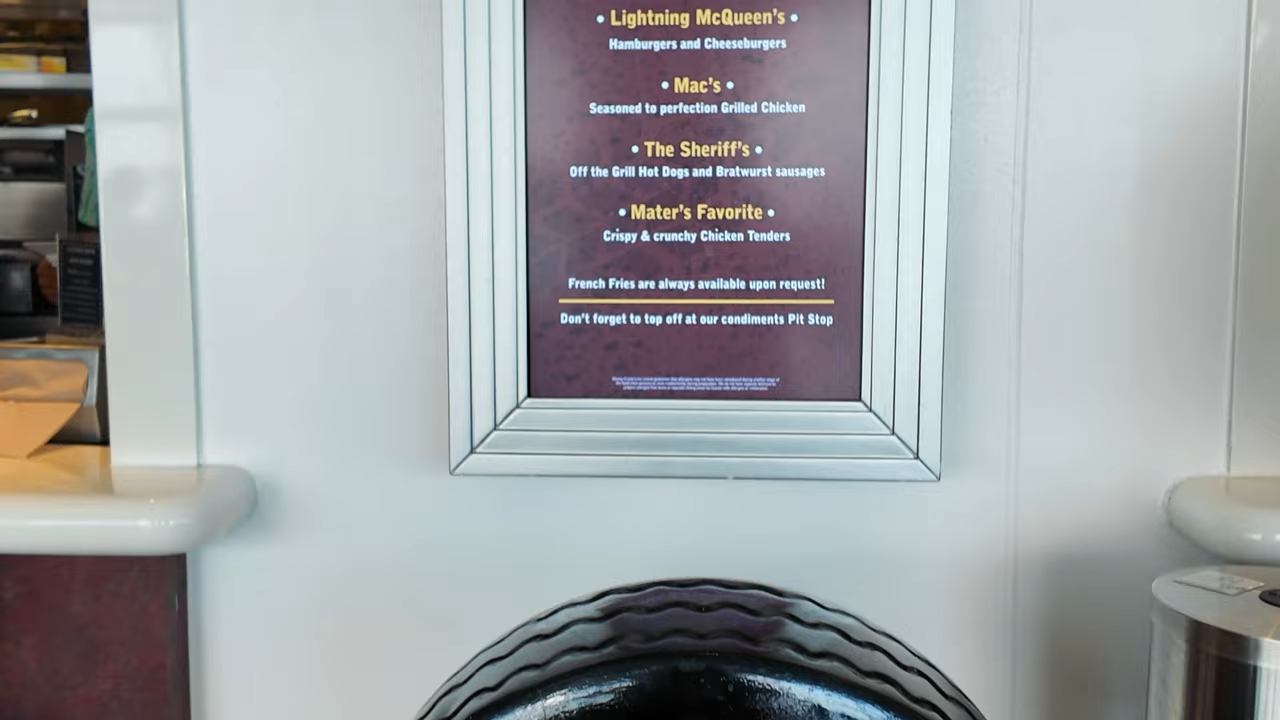 • Lightning McQueen's •
Hamburgers and Cheeseburgers
• Mac's •
Seasoned to perfection Grilled Chicken
• The Sheriff's •
Off the Grill Hot Dogs and Bratwurst sausages
• Mater's Favorite •
Crispy & crunchy Chicken Tenders
French Fries are always available upon request!
Don't forget to top off at our condiments Pit Stop